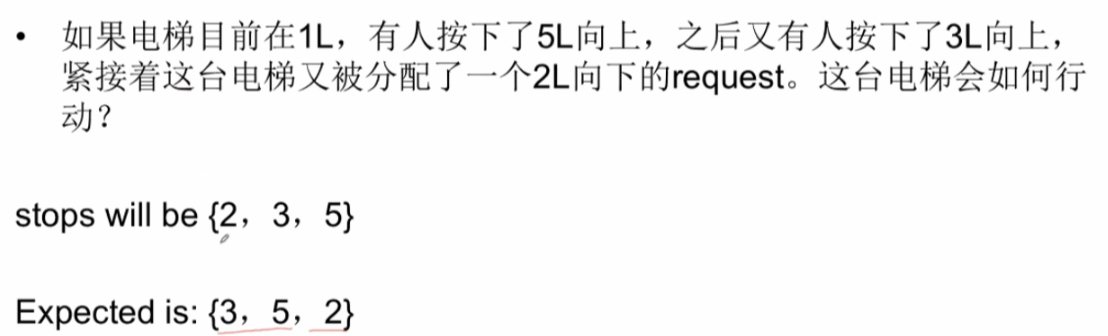 • 如果电梯目前在1L，有人按下了5L向上，之后又有人按下了3L向上，
紧接着这台电梯又被分配了一个2L向下的request。这台电梯会如何行
动？
stops will be {2，3，5}
Expected is: {3，5，2}